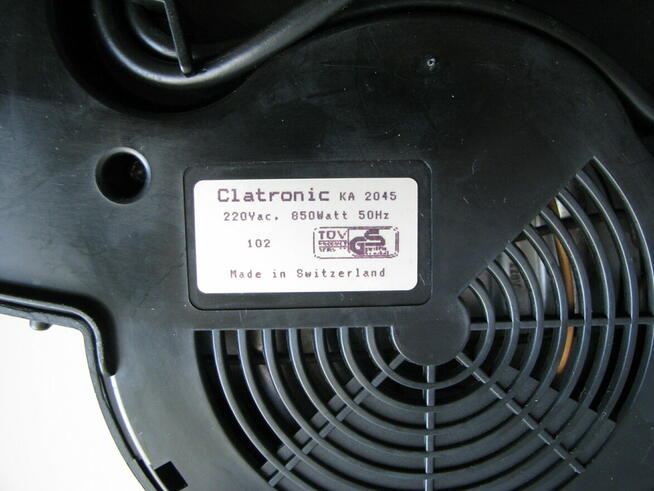 Clatronic KA 2045
220Vac. 850Watt 50Hz
102 TÜV GS
Made in Switzerland